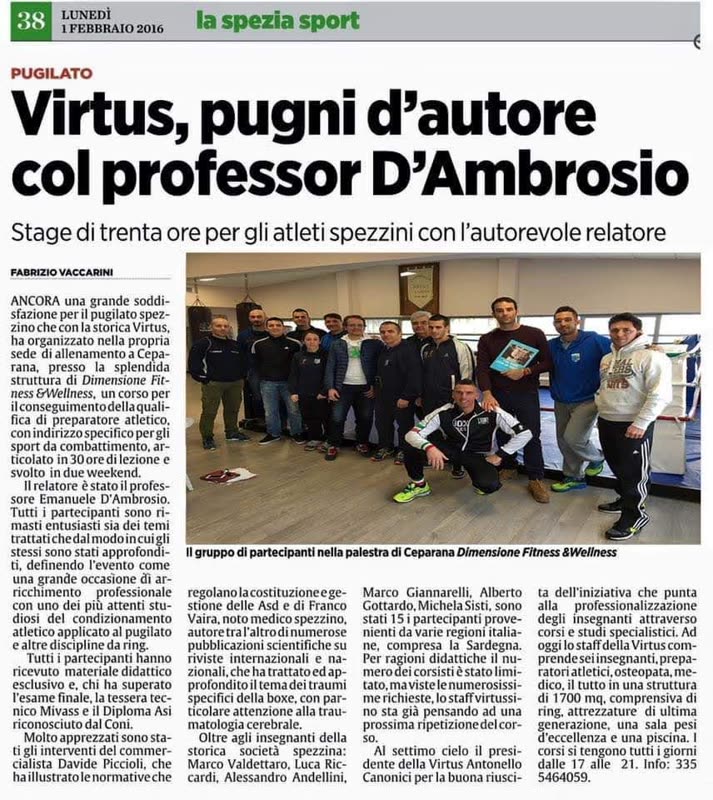 38
LUNEDÌ
1 FEBBRAIO 2016
la spezia sport
PUGILATO
Virtus, pugni d’autore
col professor D’Ambrosio
Stage di trenta ore per gli atleti spezzini con l’autorevole relatore
FABRIZIO VACCARINI
ANCORA una grande soddi-
sfazione per il pugilato spez-
zino che con la storica Virtus,
ha organizzato nella propria
sede di allenamento a Cepa-
rana, presso la splendida
struttura di Dimensione Fit-
ness &Wellness, un corso per
il conseguimento della quali-
fica di preparatore atletico,
con indirizzo specifico per gli
sport da combattimento, ar-
ticolato in 30 ore di lezione e
svolto in due weekend.
Il relatore è stato il profes-
sore Emanuele D’Ambrosio.
Tutti i partecipanti sono ri-
masti entusiasti sia dei temi
trattati che dal modo in cui gli
stessi sono stati approfondi-
ti, definendo l’evento come
una grande occasione di ar-
ricchimento professionale
con uno dei più attenti stu-
diosi del condizionamento
atletico applicato al pugilato
e altre discipline da ring.
Tutti i partecipanti hanno
ricevuto materiale didattico
esclusivo e, chi ha superato
l’esame finale, la tessera tec-
nico Mivass e il Diploma Asi
riconosciuto dal Coni.
Molto apprezzati sono sta-
ti gli interventi del commer-
cialista Davide Piccioli, che
ha illustrato le normative che
Il gruppo di partecipanti nella palestra di Ceparana Dimensione Fitness &Wellness
regolano la costituzione e ge-
stione delle Asd e di Franco
Vaira, noto medico spezzino,
autore tra l’altro di numerose
pubblicazioni scientifiche su
riviste internazionali e na-
zionali, che ha trattato ed ap-
profondito il tema dei traumi
specifici della boxe, con par-
ticolare attenzione alla trau-
matologia cerebrale.
Oltre agli insegnanti della
storica società spezzina:
Marco Valdettaro, Luca Ric-
cardi, Alessandro Andellini,
Marco Giannarelli, Alberto
Gottardo, Michela Sisti, sono
stati 15 i partecipanti prove-
nienti da varie regioni italia-
ne, compresa la Sardegna.
Per ragioni didattiche il nu-
mero dei corsisti è stato limi-
tato, ma viste le numerosissi-
me richieste, lo staff virtussi-
no sta già pensando ad una
prossima ripetizione del cor-
so.
Al settimo cielo il presi-
dente della Virtus Antonello
Canonici per la buona riusci-
ta dell’iniziativa che punta
alla professionalizzazione
degli insegnanti attraverso
corsi e studi specialistici. Ad
oggi lo staff della Virtus com-
prende sei insegnanti, prepa-
ratori atletici, osteopata, me-
dico, il tutto in una struttura
di 1700 mq, comprensiva di
ring, attrezzature di ultima
generazione, una sala pesi
d’eccellenza e una piscina. I
corsi si tengono tutti i giorni
dalle 17 alle 21. Info: 335
5464059.